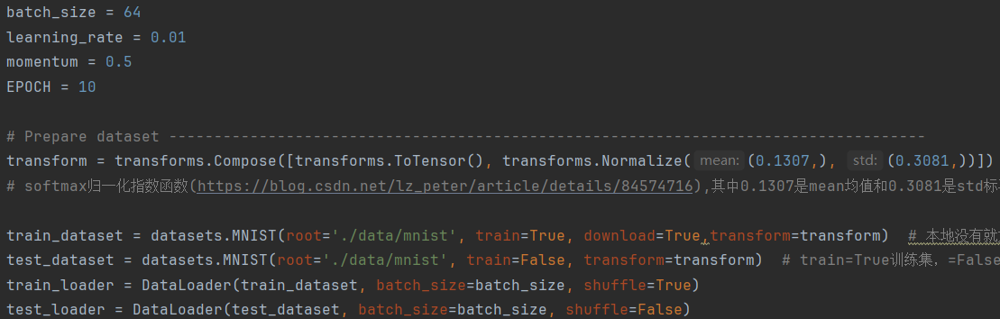 batch_size = 64
learning_rate = 0.01
momentum = 0.5
EPOCH = 10
# Prepare dataset ------------------------------------------------------------------------------------
transform = transforms.Compose([transforms.ToTensor(), transforms.Normalize( mean: (0.1307,), std: (0.3081,))])
# softmax归一化指数函数(https://blog.csdn.net/lz_peter/article/details/84574716),其中0.1307是mean均值和0.3081是std标
train_dataset = datasets.MNIST(root='./data/mnist', train=True, download=True,transform=transform)  # 本地没有就
test_dataset = datasets.MNIST(root='./data/mnist', train=False, transform=transform)  # train=True训练集，=False
train_loader = DataLoader(train_dataset, batch_size=batch_size, shuffle=True)
test_loader = DataLoader(test_dataset, batch_size=batch_size, shuffle=False)